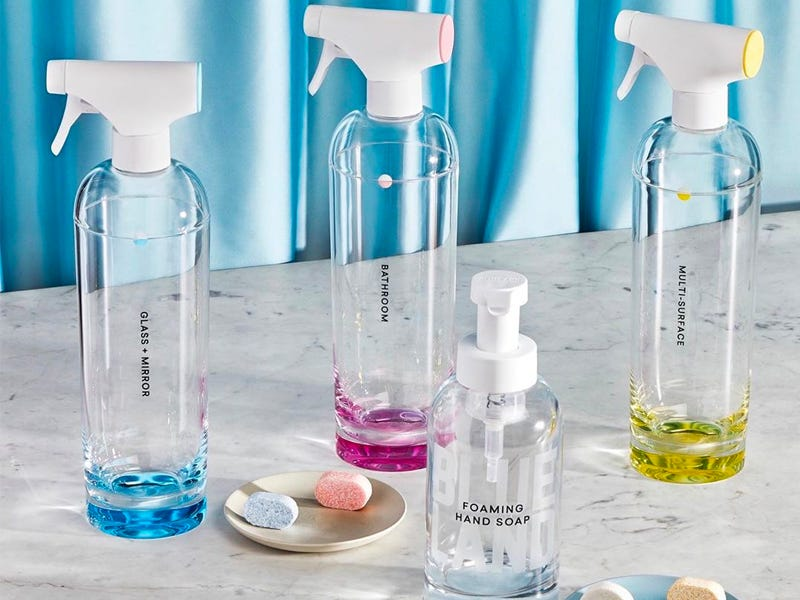 GLASS + MIRROR
BATHROOM
MULTI-SURFACE
BLUE
LAND
FOAMING
HAND SOAP